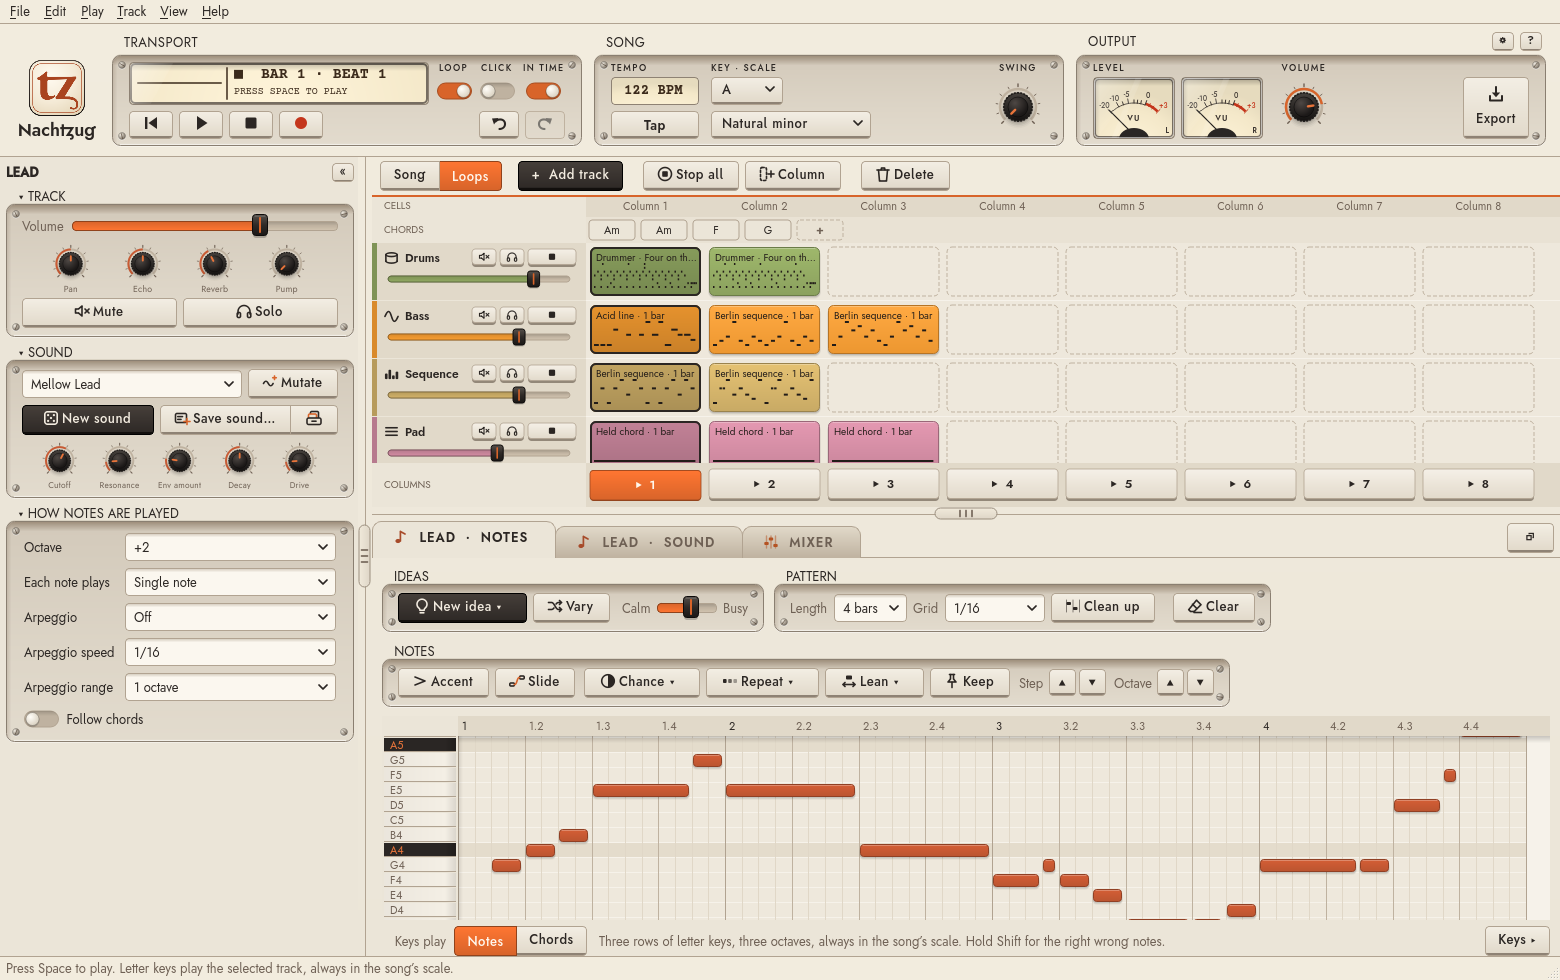 File Edit Play Track View Help
TRANSPORT SONG OUTPUT
tz
Nachtzug
BAR 1 · BEAT 1
PRESS SPACE TO PLAY
LOOP CLICK IN TIME
TEMPO KEY · SCALE SWING
122 BPM A
Tap Natural minor
LEVEL VOLUME
-20 -10 -5 0 +3 VU L
-20 -10 -5 0 +3 VU R
Export
LEAD «
TRACK
Volume
Pan Echo Reverb Pump
Mute Solo
SOUND
Mellow Lead Mutate
New sound Save sound...
Cutoff Resonance Env amount Decay Drive
HOW NOTES ARE PLAYED
Octave +2
Each note plays Single note
Arpeggio Off
Arpeggio speed 1/16
Arpeggio range 1 octave
Follow chords
Song Loops + Add track Stop all Column Delete
CELLS Column 1 Column 2 Column 3 Column 4 Column 5 Column 6 Column 7 Column 8
CHORDS Am Am F G +
Drums Drummer · Four on th... Drummer · Four on th...
Bass Acid line · 1 bar Berlin sequence · 1 bar Berlin sequence · 1 bar
Sequence Berlin sequence · 1 bar Berlin sequence · 1 bar
Pad Held chord · 1 bar Held chord · 1 bar Held chord · 1 bar
COLUMNS 1 2 3 4 5 6 7 8
LEAD · NOTES LEAD · SOUND MIXER
IDEAS PATTERN
New idea Vary Calm Busy Length 4 bars Grid 1/16 Clean up Clear
NOTES
Accent Slide Chance Repeat Lean Keep Step Octave
1 1.2 1.3 1.4 2 2.2 2.3 2.4 3 3.2 3.3 3.4 4 4.2 4.3 4.4
A5
G5
F5
E5
D5
C5
B4
A4
G4
F4
E4
D4
Keys play Notes Chords Three rows of letter keys, three octaves, always in the song's scale. Hold Shift for the right wrong notes. Keys
Press Space to play. Letter keys play the selected track, always in the song's scale.